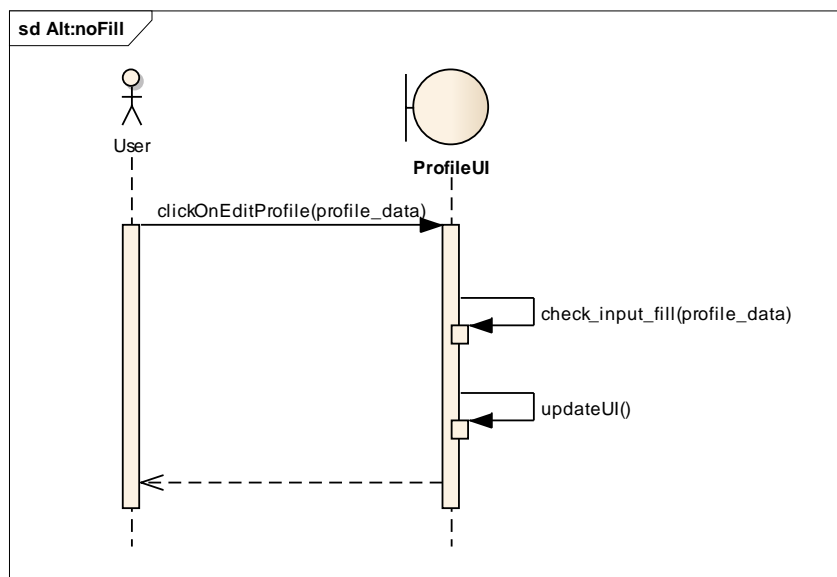 sd Alt:noFill
User
ProfileUI
clickOnEditProfile(profile_data)
check_input_fill(profile_data)
updateUI()